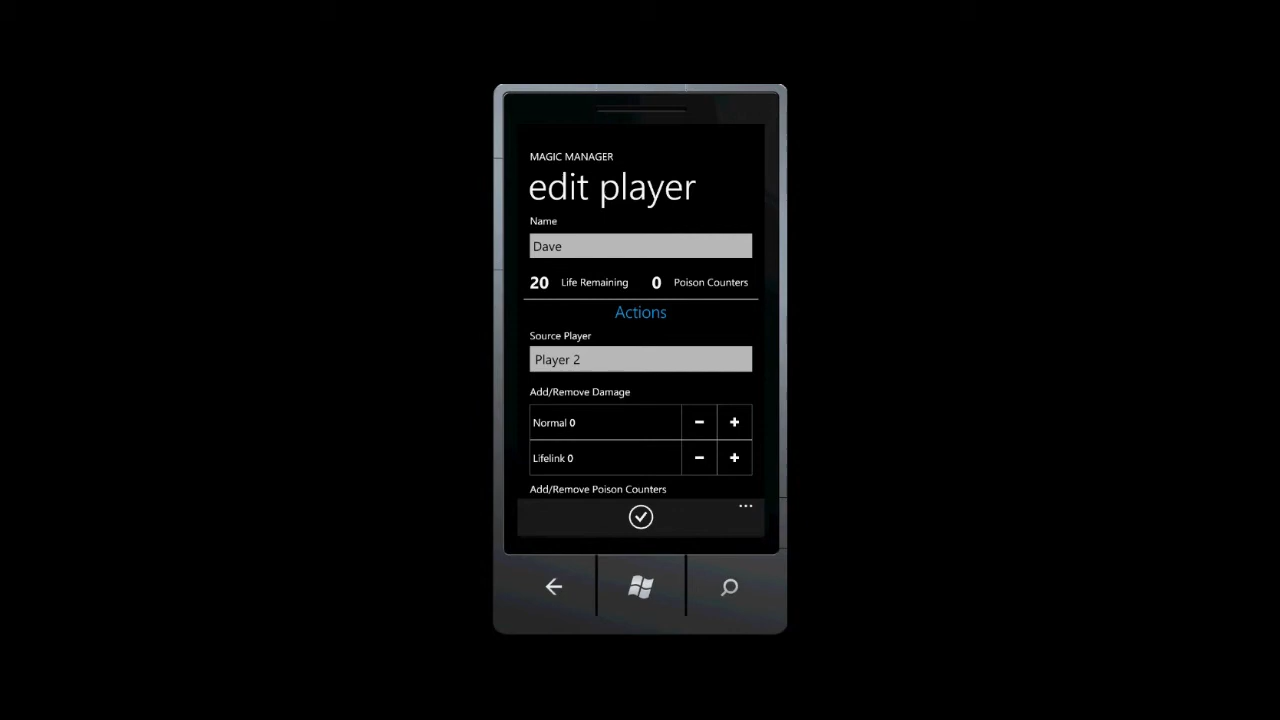 MAGIC MANAGER
edit player
Name
Dave
20 Life Remaining 0 Poison Counters
Actions
Source Player
Player 2
Add/Remove Damage
Normal 0 - +
Lifelink 0 - +
Add/Remove Poison Counters
...